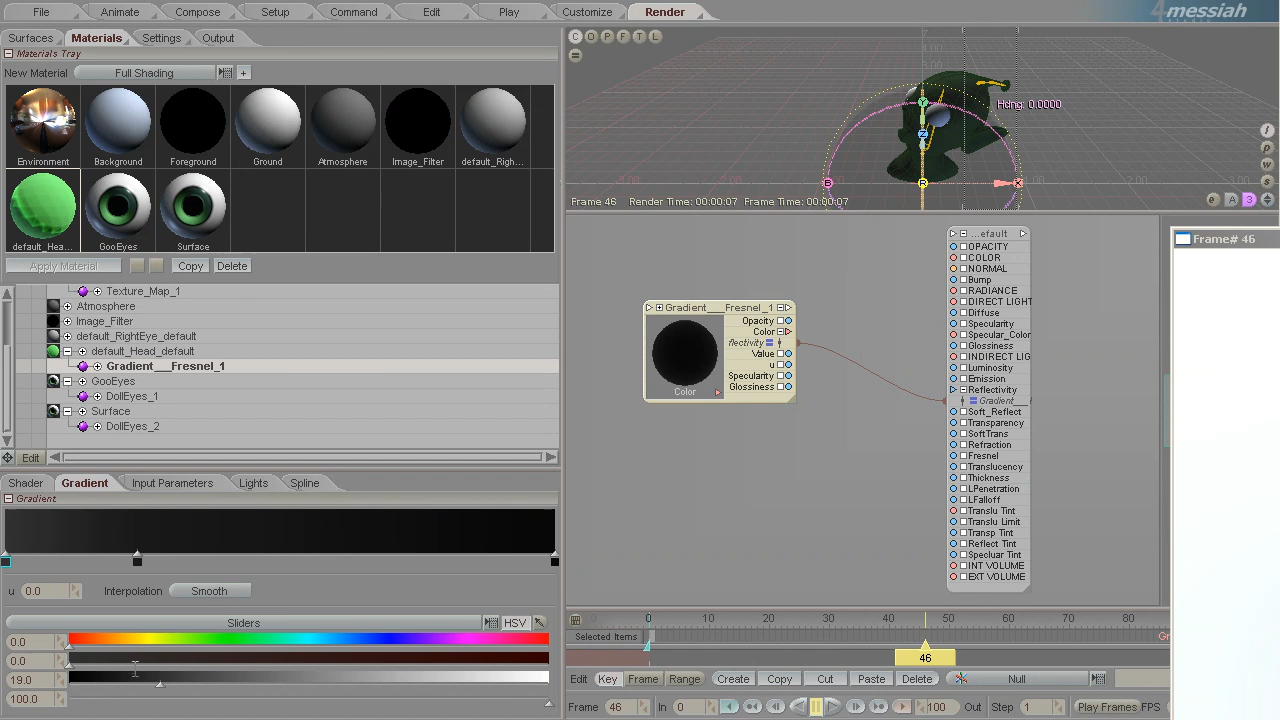 File Animate Compose Setup Command Edit Play Customize Render 4messiah
Surfaces Materials Settings Output
Materials Tray
New Material Full Shading +
C O P F T L
Environment Background Foreground Ground Atmosphere Image_Filter default_Righ...
default_Hea... GooEyes Surface
Hdng: 0.0000
Frame 46 Render Time: 00:00:07 Frame Time: 00:00:07
e A 3
Apply Material Copy Delete
Texture_Map_1
Atmosphere
Image_Filter
default_RightEye_default
default_Head_default
Gradient___Fresnel_1
GooEyes
DollEyes_1
Surface
DollEyes_2
Edit
Gradient___Fresnel_1
Opacity
Color
flectivity
Value
u
Specularity
Glossiness
Color
...efault
OPACITY
COLOR
NORMAL
Bump
RADIANCE
DIRECT LIGHT
Diffuse
Specularity
Specular_Color
Glossiness
INDIRECT LIG
Luminosity
Emission
Reflectivity
Gradient___
Soft_Reflect
Transparency
SoftTrans
Refraction
Fresnel
Translucency
Thickness
LPenetration
LFalloff
Translu Tint
Translu Limit
Transp Tint
Reflect Tint
Specluar Tint
INT VOLUME
EXT VOLUME
Frame# 46
Shader Gradient Input Parameters Lights Spline
Gradient
u 0.0 Interpolation Smooth
Sliders HSV
0.0
0.0
19.0
100.0
0 0 10 20 30 40 50 60 70 80
Selected Items Gr
46
Edit Key Frame Range Create Copy Cut Paste Delete Null
Frame 46 In 0 100 Out Step 1 Play Frames FPS